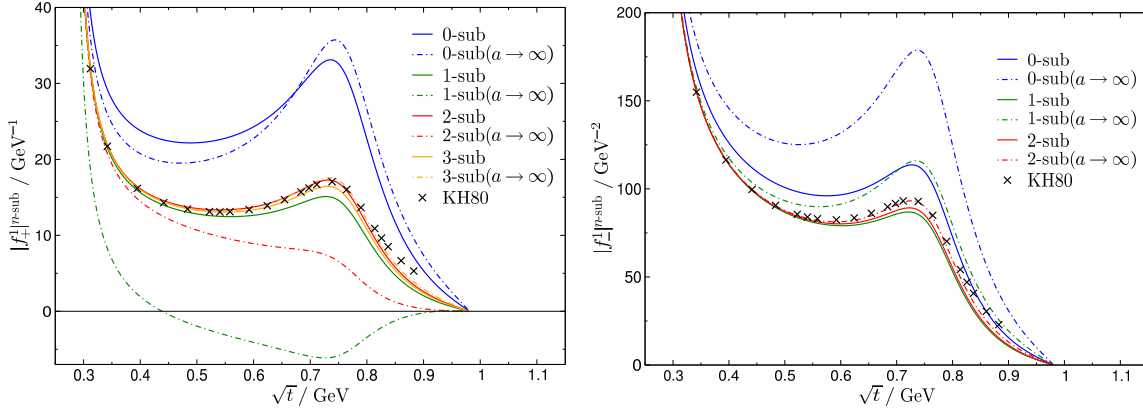 40
30
20
10
0
0.3 0.4 0.5 0.6 0.7 0.8 0.9 1 1.1
√t / GeV
|f₊¹|ⁿ⁻ˢᵘᵇ / GeV⁻¹
0-sub
0-sub(a→∞)
1-sub
1-sub(a→∞)
2-sub
2-sub(a→∞)
3-sub
3-sub(a→∞)
KH80
200
150
100
50
0
0.3 0.4 0.5 0.6 0.7 0.8 0.9 1 1.1
√t / GeV
|f₋¹|ⁿ⁻ˢᵘᵇ / GeV⁻²
0-sub
0-sub(a→∞)
1-sub
1-sub(a→∞)
2-sub
2-sub(a→∞)
KH80